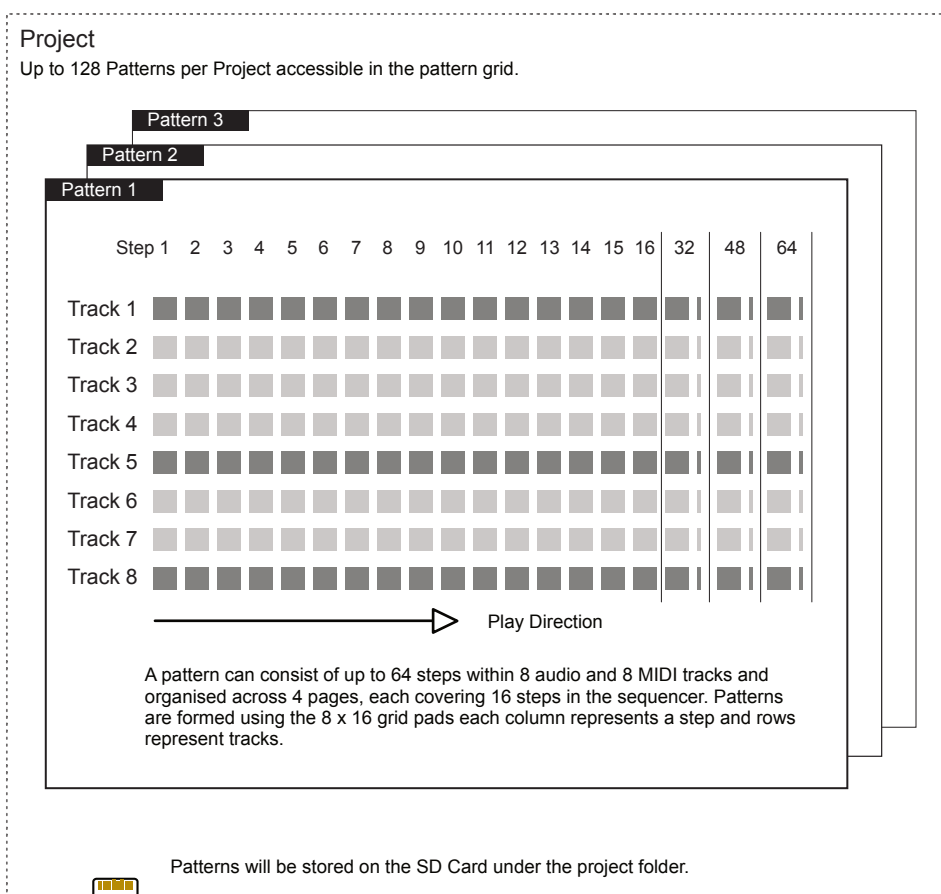 Project
Up to 128 Patterns per Project accessible in the pattern grid.
Pattern 3
Pattern 2
Pattern 1
Step 1 2 3 4 5 6 7 8 9 10 11 12 13 14 15 16 32 48 64
Track 1
Track 2
Track 3
Track 4
Track 5
Track 6
Track 7
Track 8
Play Direction
A pattern can consist of up to 64 steps within 8 audio and 8 MIDI tracks and
organised across 4 pages, each covering 16 steps in the sequencer. Patterns
are formed using the 8 x 16 grid pads each column represents a step and rows
represent tracks.
Patterns will be stored on the SD Card under the project folder.